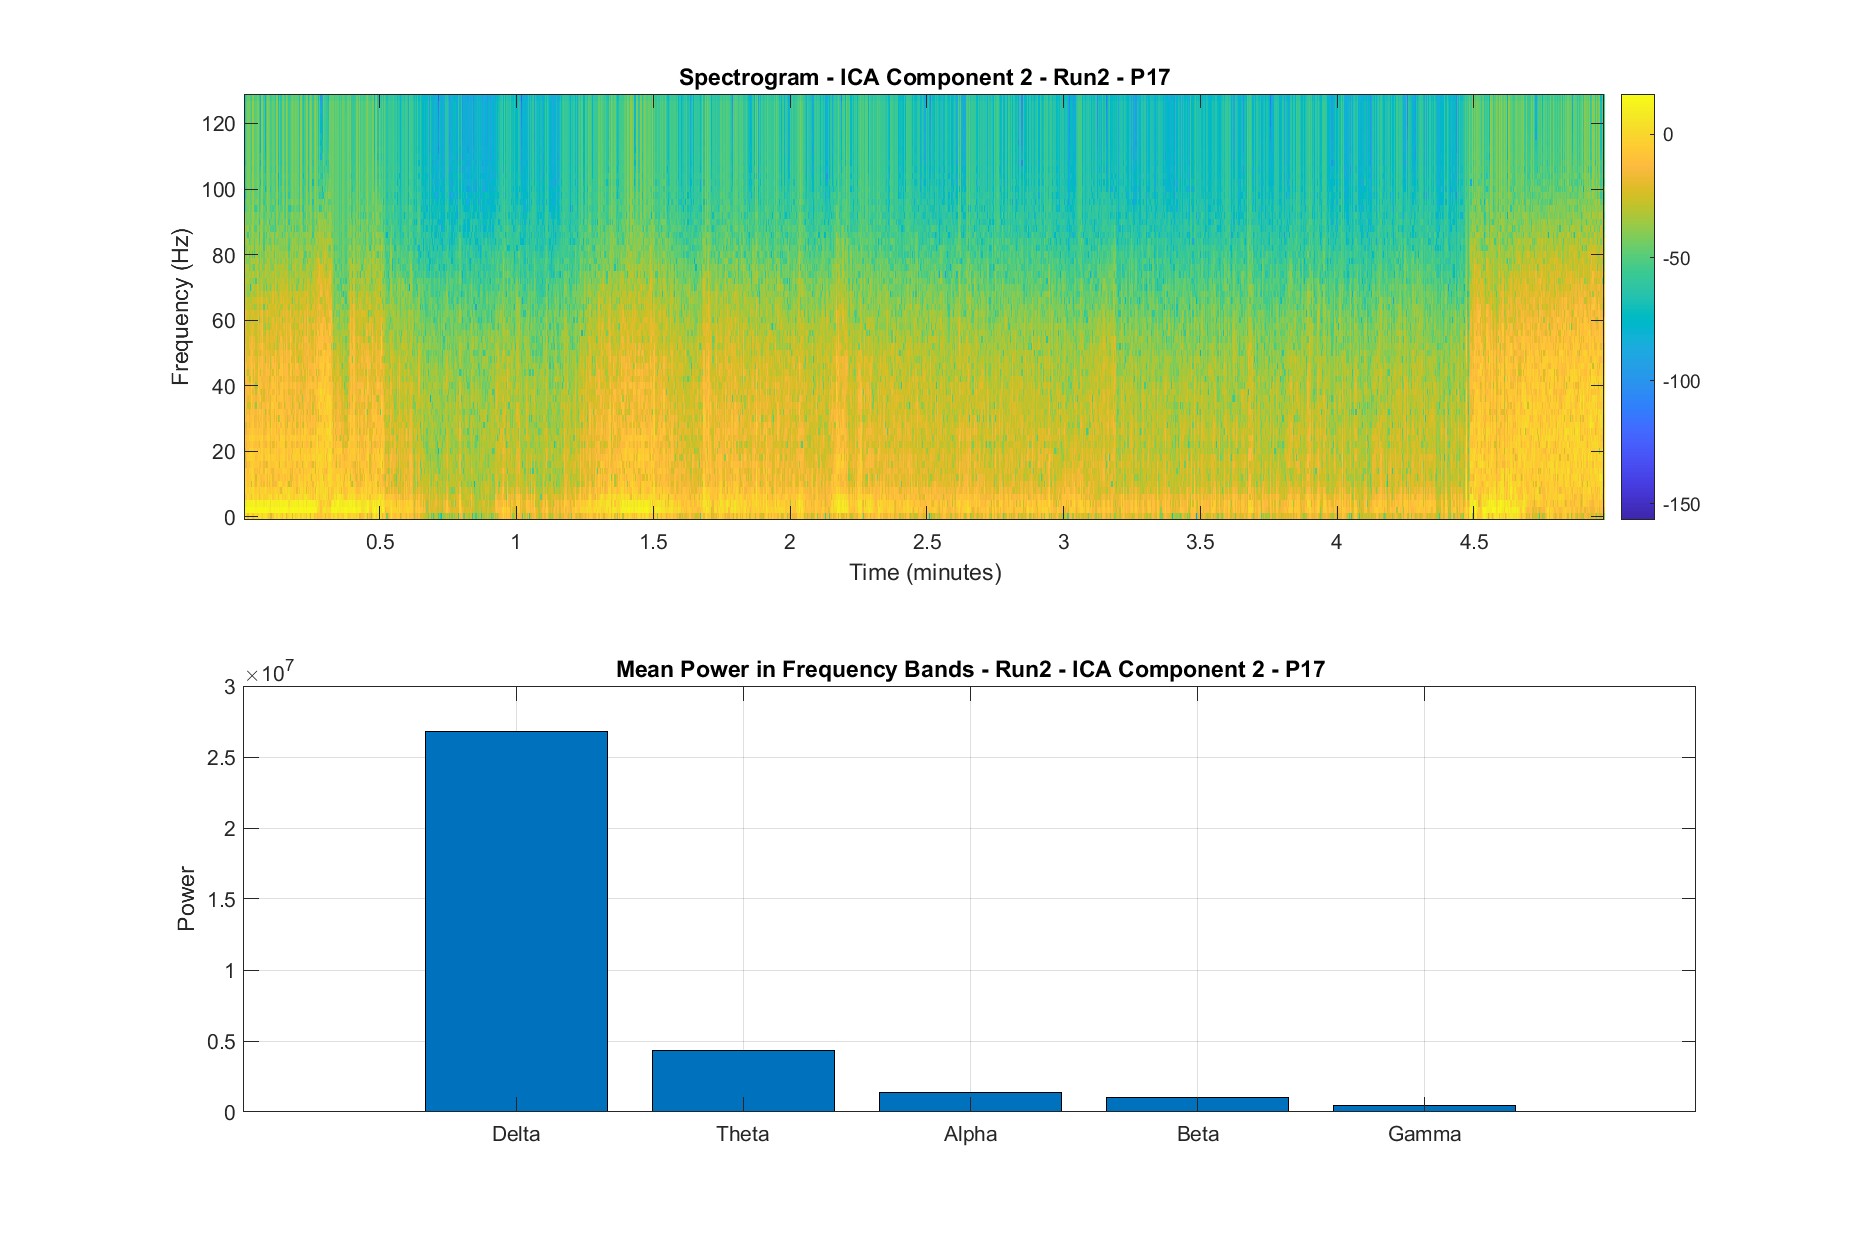 Spectrogram - ICA Component 2 - Run2 - P17
Frequency (Hz)
120
100
80
60
40
20
0
0.5 1 1.5 2 2.5 3 3.5 4 4.5
Time (minutes)
0
-50
-100
-150
Mean Power in Frequency Bands - Run2 - ICA Component 2 - P17
×10^7
Power
3
2.5
2
1.5
1
0.5
0
Delta Theta Alpha Beta Gamma